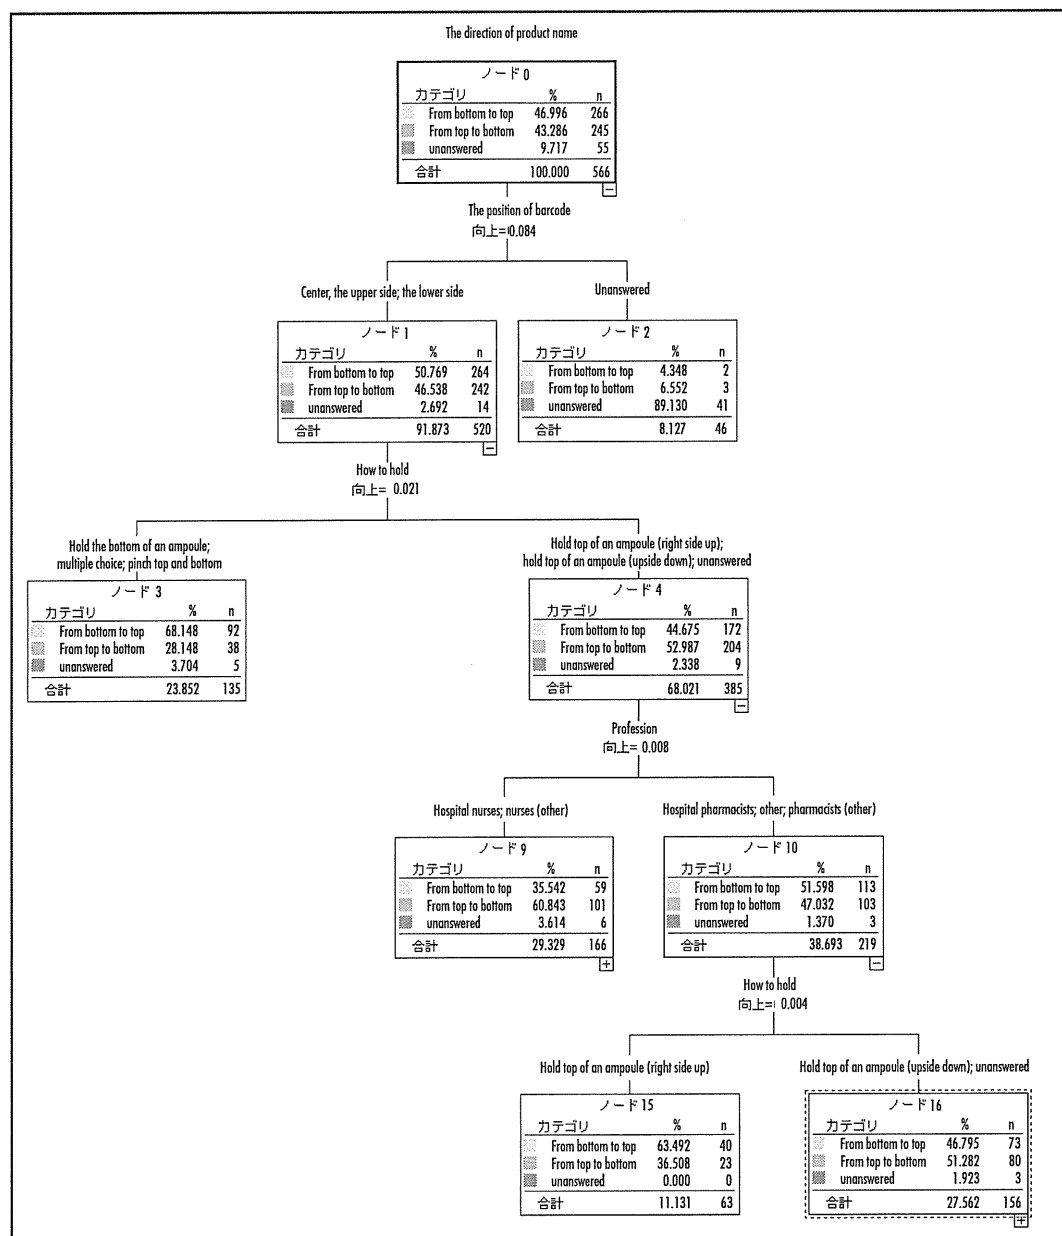 The direction of product name
ノード 0
カテゴリ % n
From bottom to top 46.996 266
From top to bottom 43.286 245
unanswered 9.717 55
合計 100.000 566
The position of barcode
向上=0.084
Center, the upper side; the lower side
Unanswered
ノード 1
カテゴリ % n
From bottom to top 50.769 264
From top to bottom 46.538 242
unanswered 2.692 14
合計 91.873 520
ノード 2
カテゴリ % n
From bottom to top 4.348 2
From top to bottom 6.552 3
unanswered 89.130 41
合計 8.127 46
How to hold
向上= 0.021
Hold the bottom of an ampoule;
multiple choice; pinch top and bottom
Hold top of an ampoule (right side up);
hold top of an ampoule (upside down); unanswered
ノード 3
カテゴリ % n
From bottom to top 68.148 92
From top to bottom 28.148 38
unanswered 3.704 5
合計 23.852 135
ノード 4
カテゴリ % n
From bottom to top 44.675 172
From top to bottom 52.987 204
unanswered 2.338 9
合計 68.021 385
Profession
向上= 0.008
Hospital nurses; nurses (other)
Hospital pharmacists; other; pharmacists (other)
ノード 9
カテゴリ % n
From bottom to top 35.542 59
From top to bottom 60.843 101
unanswered 3.614 6
合計 29.329 166
ノード 10
カテゴリ % n
From bottom to top 51.598 113
From top to bottom 47.032 103
unanswered 1.370 3
合計 38.693 219
How to hold
向上= 0.004
Hold top of an ampoule (right side up)
Hold top of an ampoule (upside down); unanswered
ノード 15
カテゴリ % n
From bottom to top 63.492 40
From top to bottom 36.508 23
unanswered 0.000 0
合計 11.131 63
ノード 16
カテゴリ % n
From bottom to top 46.795 73
From top to bottom 51.282 80
unanswered 1.923 3
合計 27.562 156